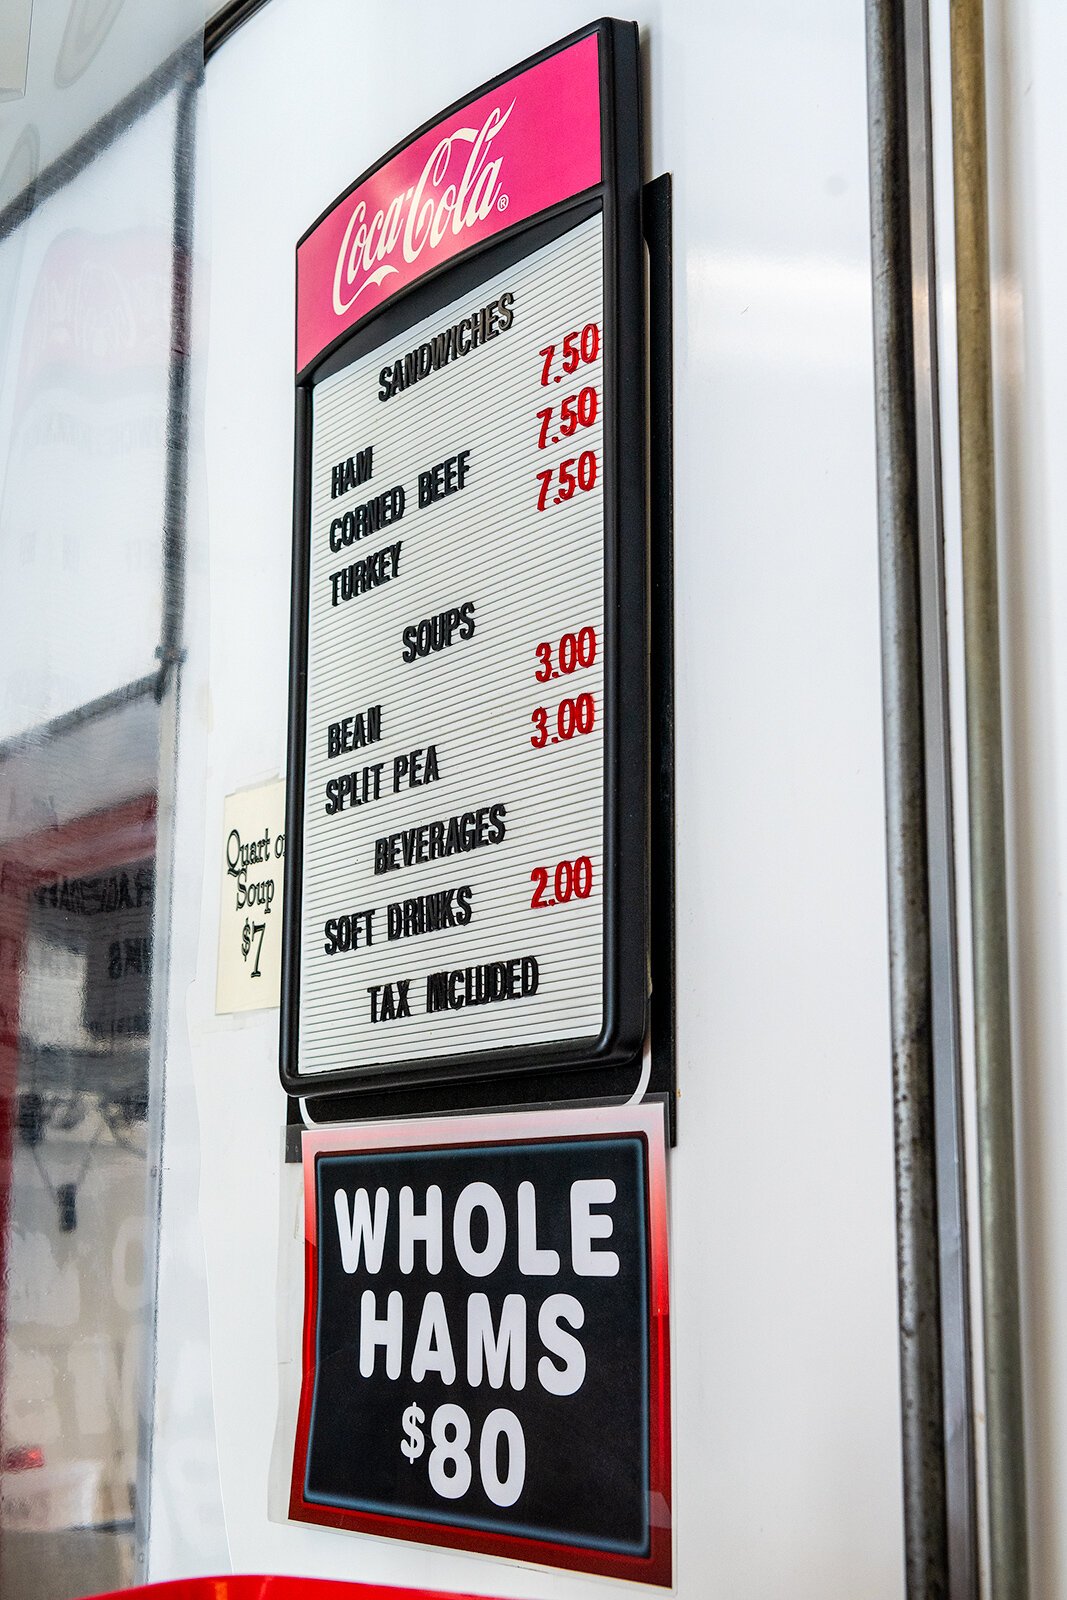 Coca-Cola®
SANDWICHES
HAM 7.50
CORNED BEEF 7.50
TURKEY 7.50
SOUPS
BEAN 3.00
SPLIT PEA 3.00
BEVERAGES
SOFT DRINKS 2.00
TAX INCLUDED
Quart of
Soup
$7
WHOLE
HAMS
$80